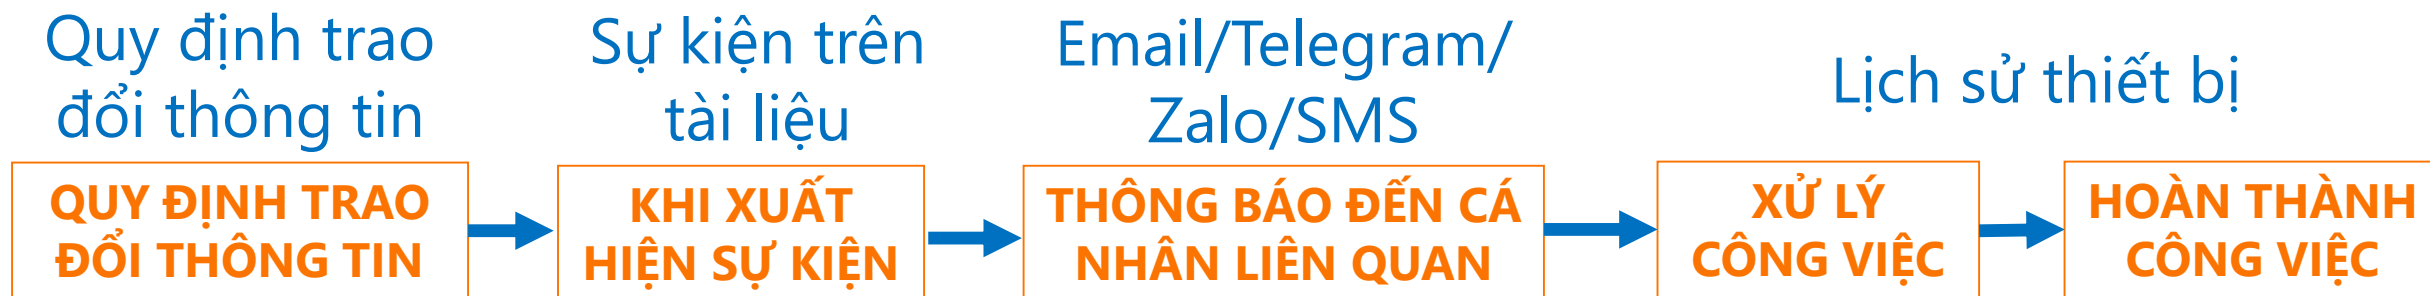 Quy định trao
đổi thông tin
Sự kiện trên
tài liệu
Email/Telegram/
Zalo/SMS
Lịch sử thiết bị
QUY ĐỊNH TRAO
ĐỔI THÔNG TIN
KHI XUẤT
HIỆN SỰ KIỆN
THÔNG BÁO ĐẾN CÁ
NHÂN LIÊN QUAN
XỬ LÝ
CÔNG VIỆC
HOÀN THÀNH
CÔNG VIỆC